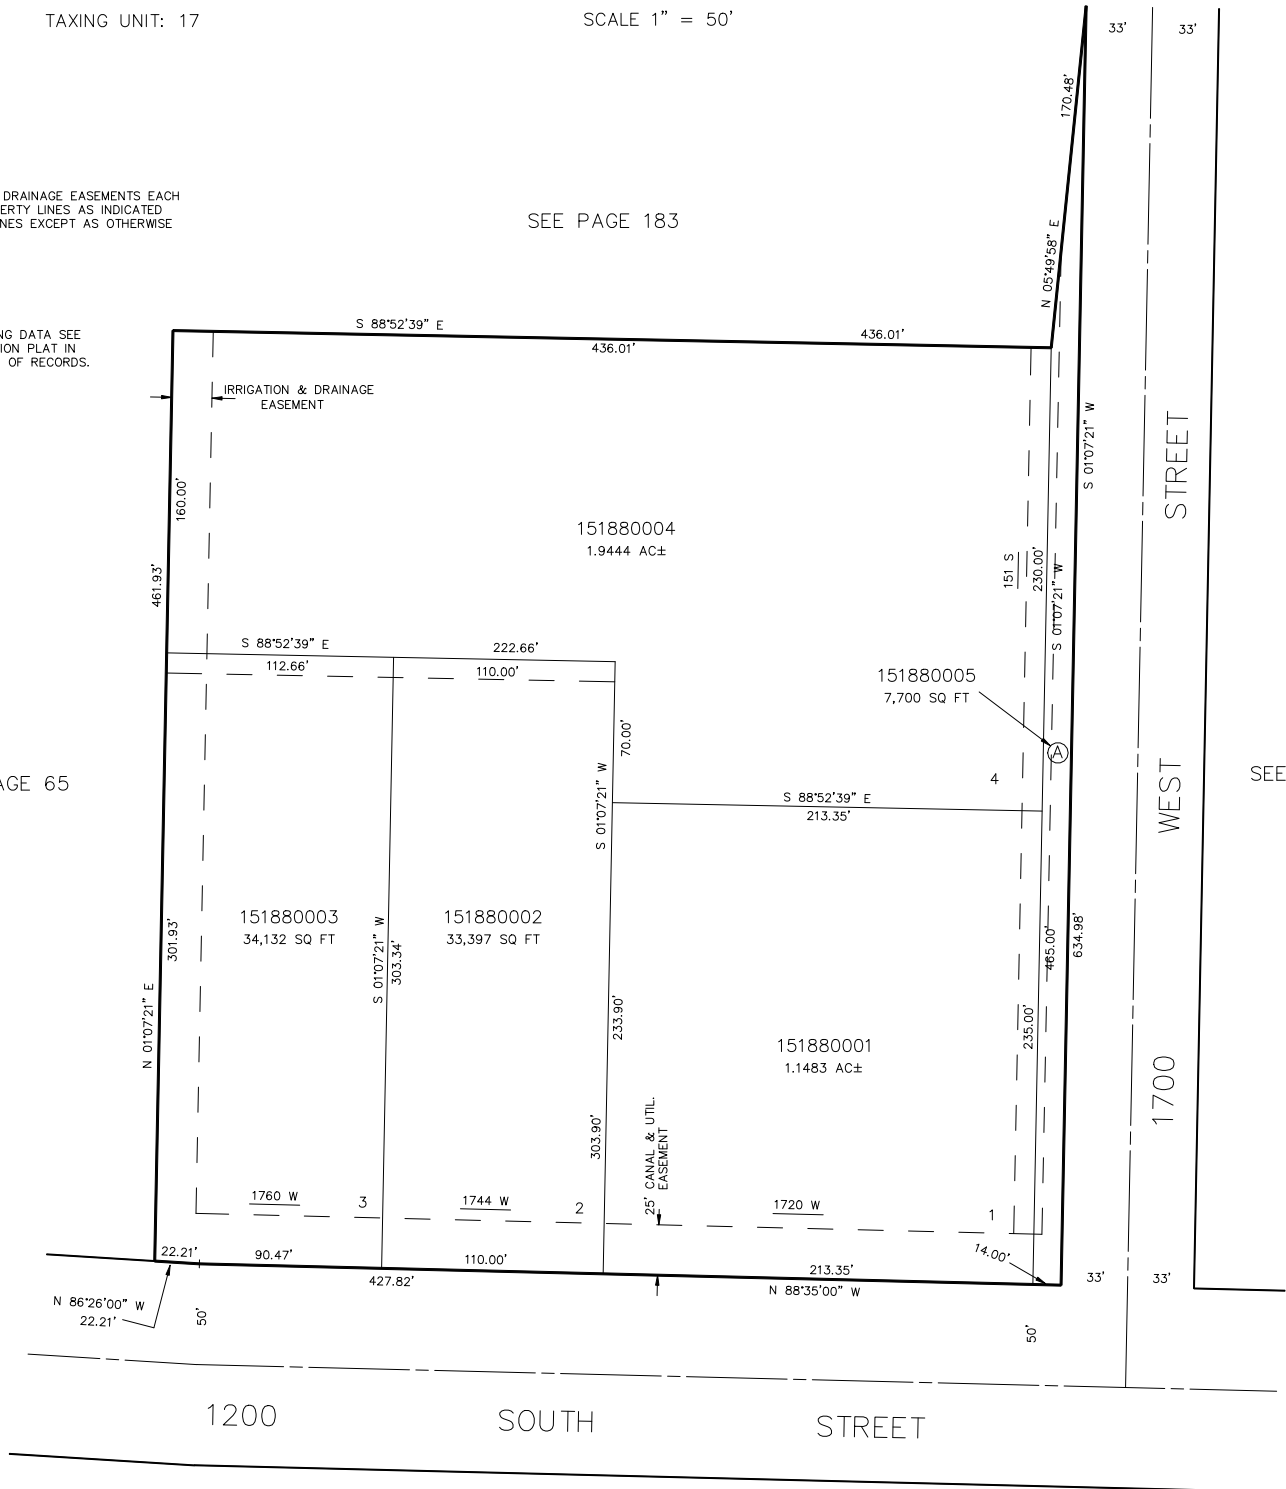 TAXING UNIT: 17
SCALE 1" = 50'
33'
33'
170.48'
DRAINAGE EASEMENTS EACH
ERTY LINES AS INDICATED
NES EXCEPT AS OTHERWISE
SEE PAGE 183
N 05°49'58" E
NG DATA SEE
ION PLAT IN
OF RECORDS.
S 88°52'39" E
436.01'
436.01'
IRRIGATION & DRAINAGE
EASEMENT
S 01°07'21" W
STREET
160.00'
151880004
1.9444 AC±
461.93'
151 S
230.00'
S 01°07'21" W
S 88°52'39" E
222.66'
112.66'
110.00'
151880005
7,700 SQ FT
70.00'
A
AGE 65
SEE
4
S 88°52'39" E
213.35'
S 01°07'21" W
WEST
151880003
34,132 SQ FT
151880002
33,397 SQ FT
301.93'
S 01°07'21" W
303.34'
465.00'
634.98'
N 01°07'21" E
233.90'
235.00'
151880001
1.1483 AC±
1700
303.90'
25' CANAL & UTIL.
EASEMENT
1760 W
3
1744 W
2
1720 W
1
22.21'
90.47'
110.00'
213.35'
14.00'
427.82'
N 88°35'00" W
33'
33'
N 86°26'00" W
22.21'
50'
50'
1200
SOUTH
STREET